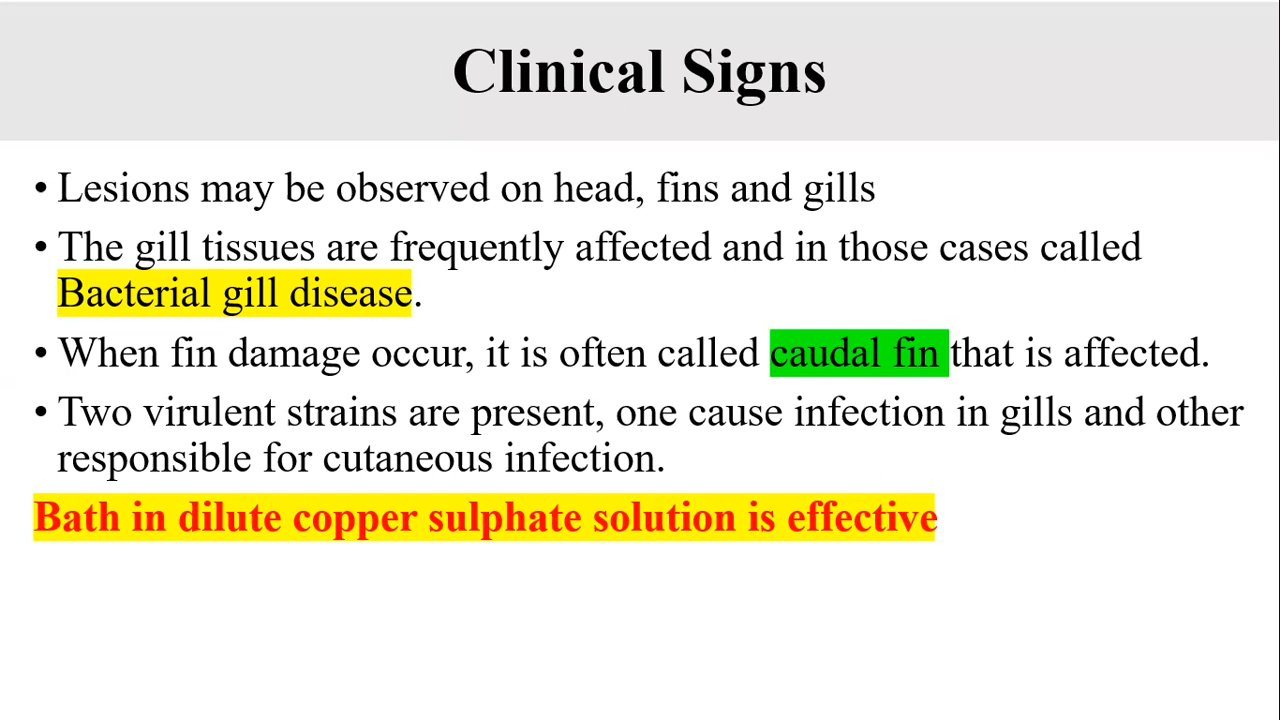 Clinical Signs
• Lesions may be observed on head, fins and gills
• The gill tissues are frequently affected and in those cases called
Bacterial gill disease.
• When fin damage occur, it is often called caudal fin that is affected.
• Two virulent strains are present, one cause infection in gills and other
responsible for cutaneous infection.
Bath in dilute copper sulphate solution is effective